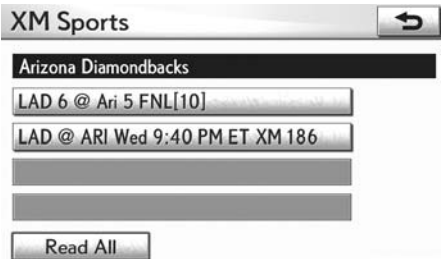 XM Sports
Arizona Diamondbacks
LAD 6 @ Ari 5 FNL[10]
LAD @ ARI Wed 9:40 PM ET XM 186
Read All